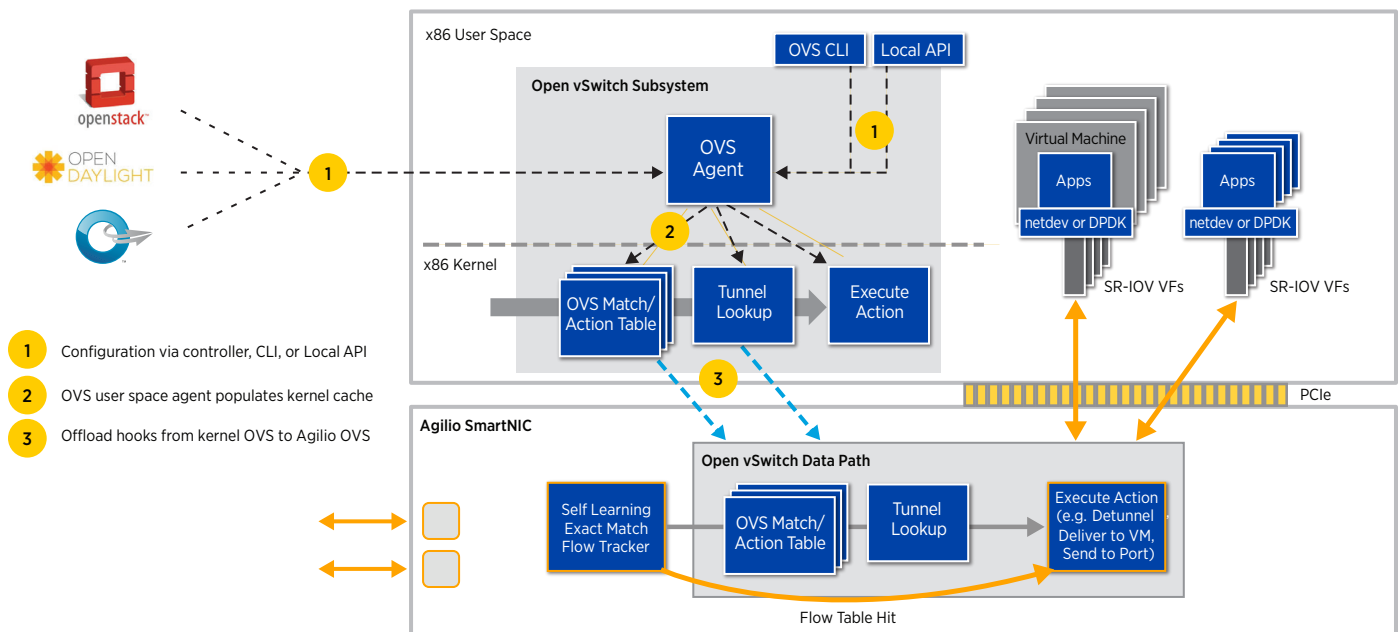 x86 User Space
OVS CLI
Local API
Open vSwitch Subsystem
openstack™
OPEN
DAYLIGHT
™
1
1
OVS
Agent
Virtual Machine
Apps
netdev or DPDK
SR-IOV VFs
Apps
netdev or DPDK
SR-IOV VFs
2
x86 Kernel
OVS Match/
Action Table
Tunnel
Lookup
Execute
Action
1 Configuration via controller, CLI, or Local API
2 OVS user space agent populates kernel cache
3 Offload hooks from kernel OVS to Agilio OVS
3
PCIe
Agilio SmartNIC
Open vSwitch Data Path
Self Learning
Exact Match
Flow Tracker
OVS Match/
Action Table
Tunnel
Lookup
Execute Action
(e.g. Detunnel,
Deliver to VM,
Send to Port)
Flow Table Hit